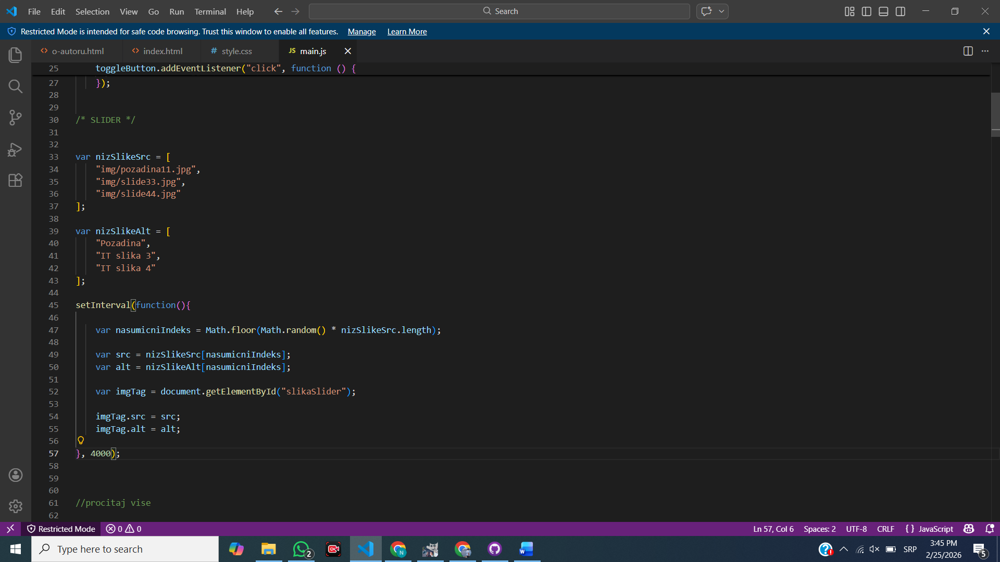 File Edit Selection View Go Run Terminal Help Search
Restricted Mode is intended for safe code browsing. Trust this window to enable all features. Manage Learn More
o-autoru.html index.html # style.css JS main.js
25 toggleButton.addEventListener("click", function () {
27 });
28
29
30 /* SLIDER */
31
32
33 var nizSlikeSrc = [
34 "img/pozadina11.jpg",
35 "img/slide33.jpg",
36 "img/slide44.jpg"
37 ];
38
39 var nizSlikeAlt = [
40 "Pozadina",
41 "IT slika 3",
42 "IT slika 4"
43 ];
44
45 setInterval(function(){
46
47 var nasumicniIndeks = Math.floor(Math.random() * nizSlikeSrc.length);
48
49 var src = nizSlikeSrc[nasumicniIndeks];
50 var alt = nizSlikeAlt[nasumicniIndeks];
51
52 var imgTag = document.getElementById("slikaSlider");
53
54 imgTag.src = src;
55 imgTag.alt = alt;
56
57 }, 4000);
58
59
60
61 //procitaj vise
62
Restricted Mode 0 0 Ln 57, Col 6 Spaces: 2 UTF-8 CRLF {} JavaScript
Type here to search 2 N W SRP 3:45 PM 5
2/25/2026